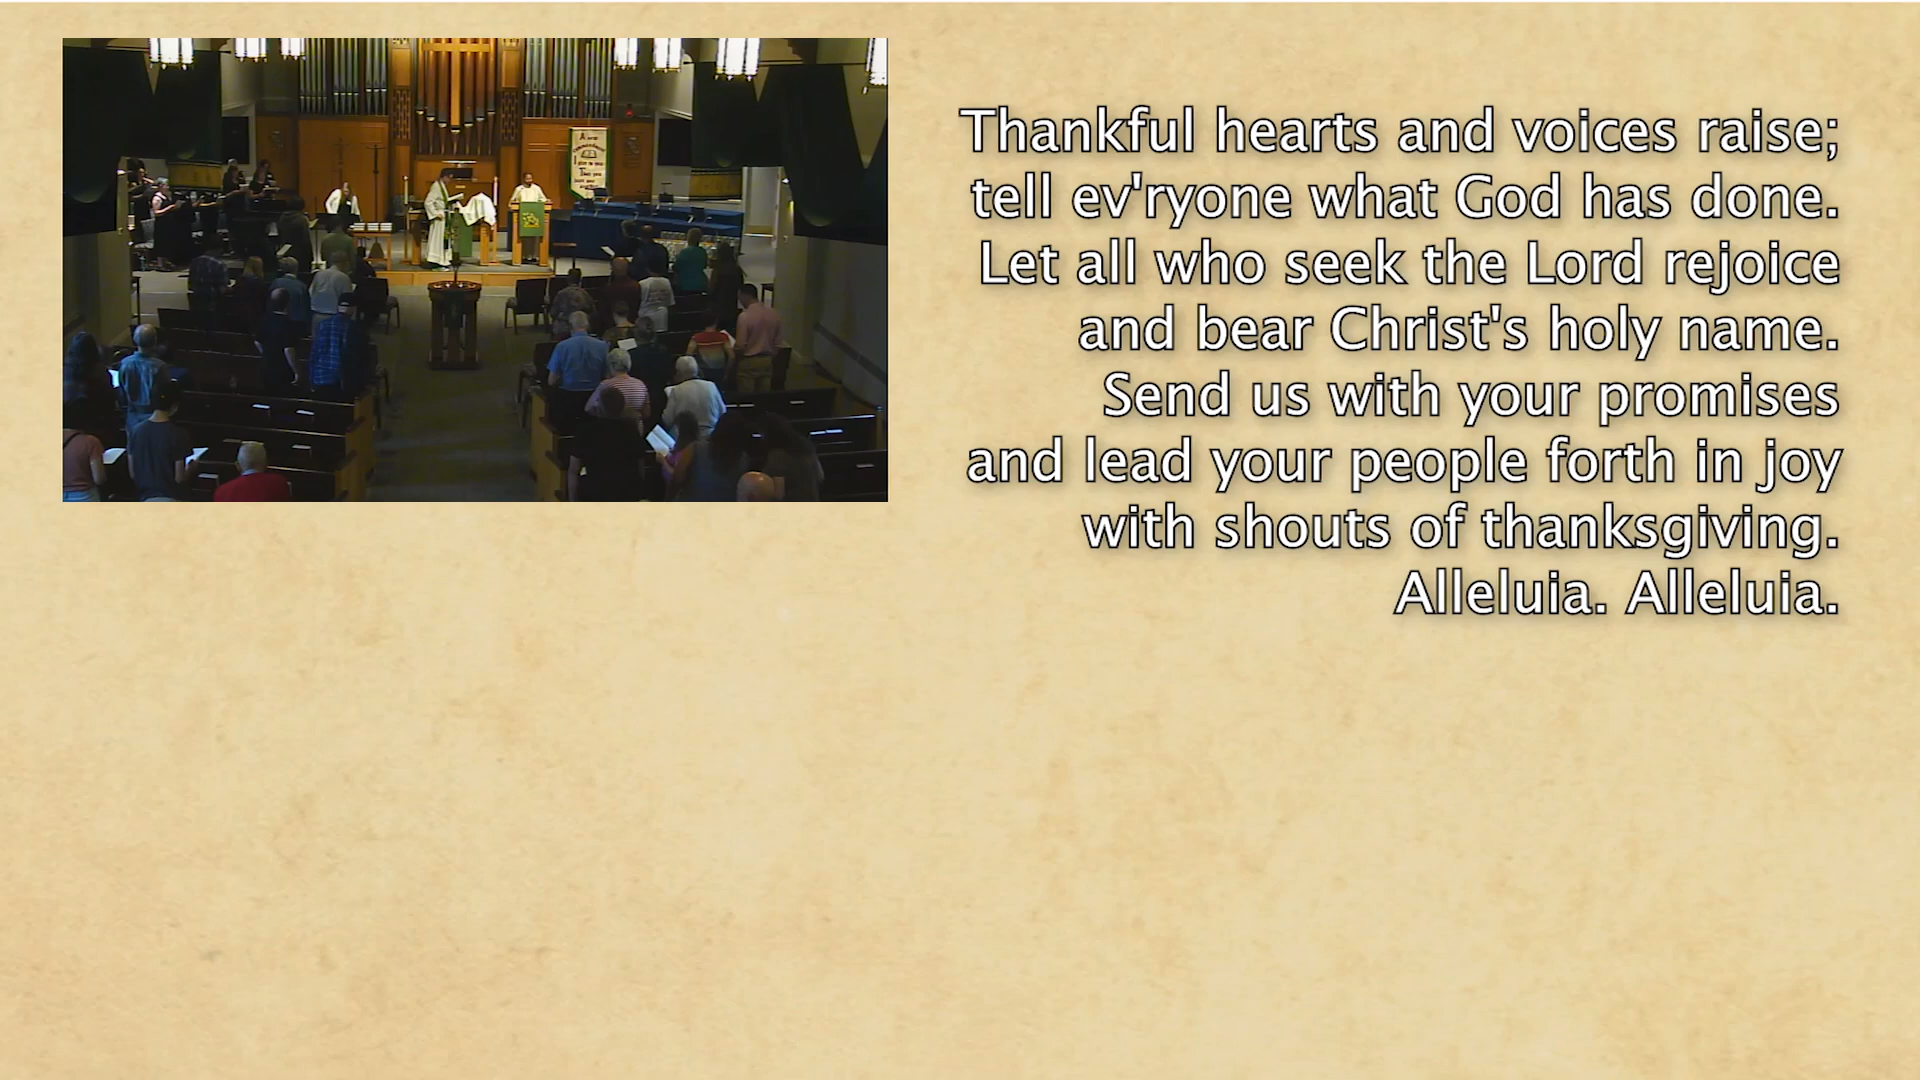 Thankful hearts and voices raise;
tell ev'ryone what God has done.
Let all who seek the Lord rejoice
and bear Christ's holy name.
Send us with your promises
and lead your people forth in joy
with shouts of thanksgiving.
Alleluia. Alleluia.